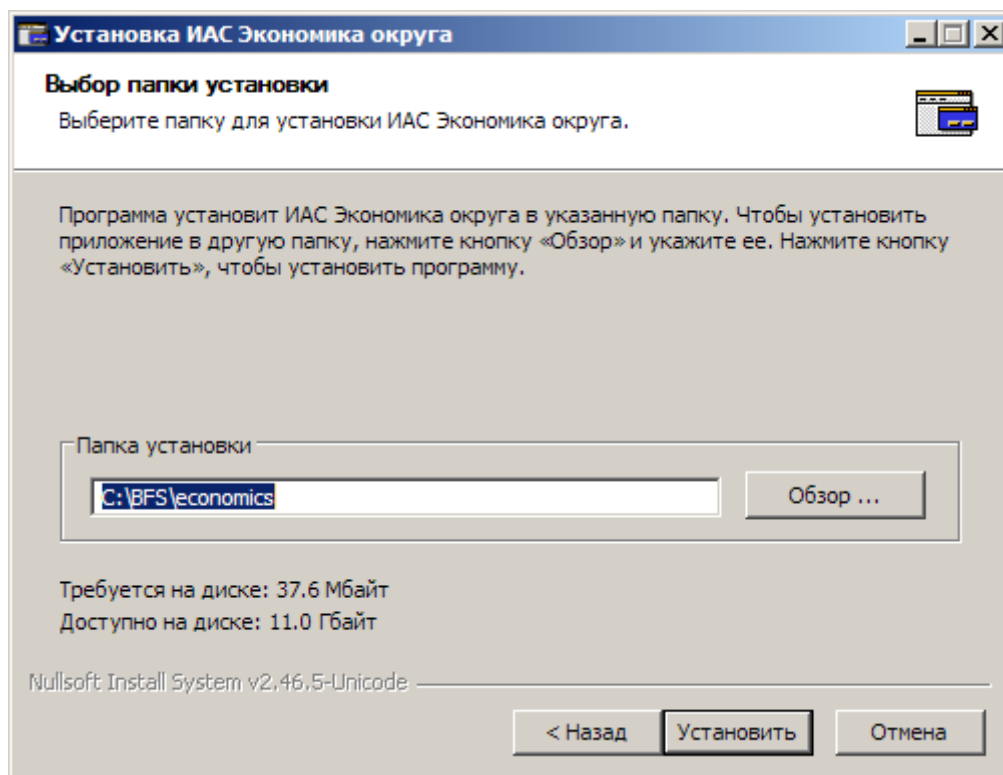 Установка ИАС Экономика округа
Выбор папки установки
Выберите папку для установки ИАС Экономика округа.
Программа установит ИАС Экономика округа в указанную папку. Чтобы установить
приложение в другую папку, нажмите кнопку «Обзор» и укажите ее. Нажмите кнопку
«Установить», чтобы установить программу.
Папка установки
C:\BFS\economics
Обзор ...
Требуется на диске: 37.6 Мбайт
Доступно на диске: 11.0 Гбайт
Nullsoft Install System v2.46.5-Unicode
< Назад
Установить
Отмена